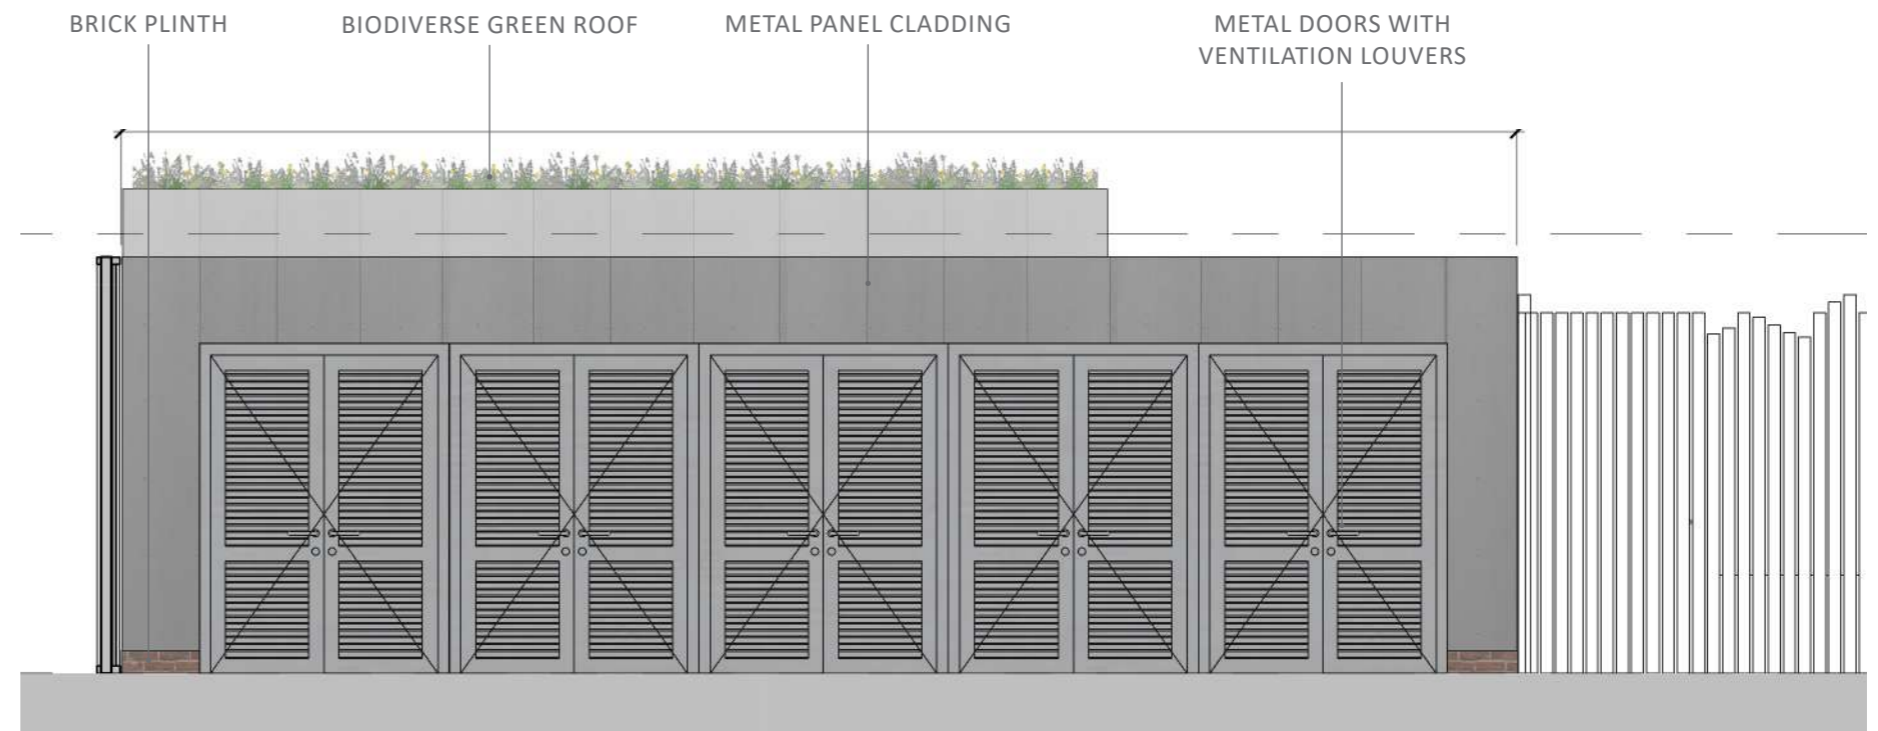 BRICK PLINTH
BIODIVERSE GREEN ROOF
METAL PANEL CLADDING
METAL DOORS WITH
VENTILATION LOUVERS